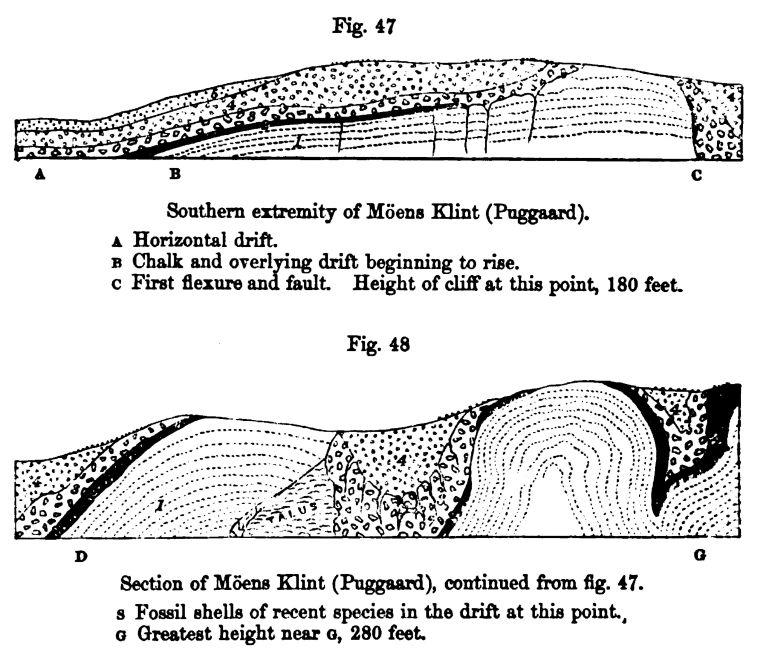 Fig. 47
4
1
A B C
Southern extremity of Möens Klint (Puggaard).
A Horizontal drift.
B Chalk and overlying drift beginning to rise.
C First flexure and fault. Height of cliff at this point, 180 feet.
Fig. 48
4
1
TALUS
D G
Section of Möens Klint (Puggaard), continued from fig. 47.
S Fossil shells of recent species in the drift at this point.
G Greatest height near G, 280 feet.